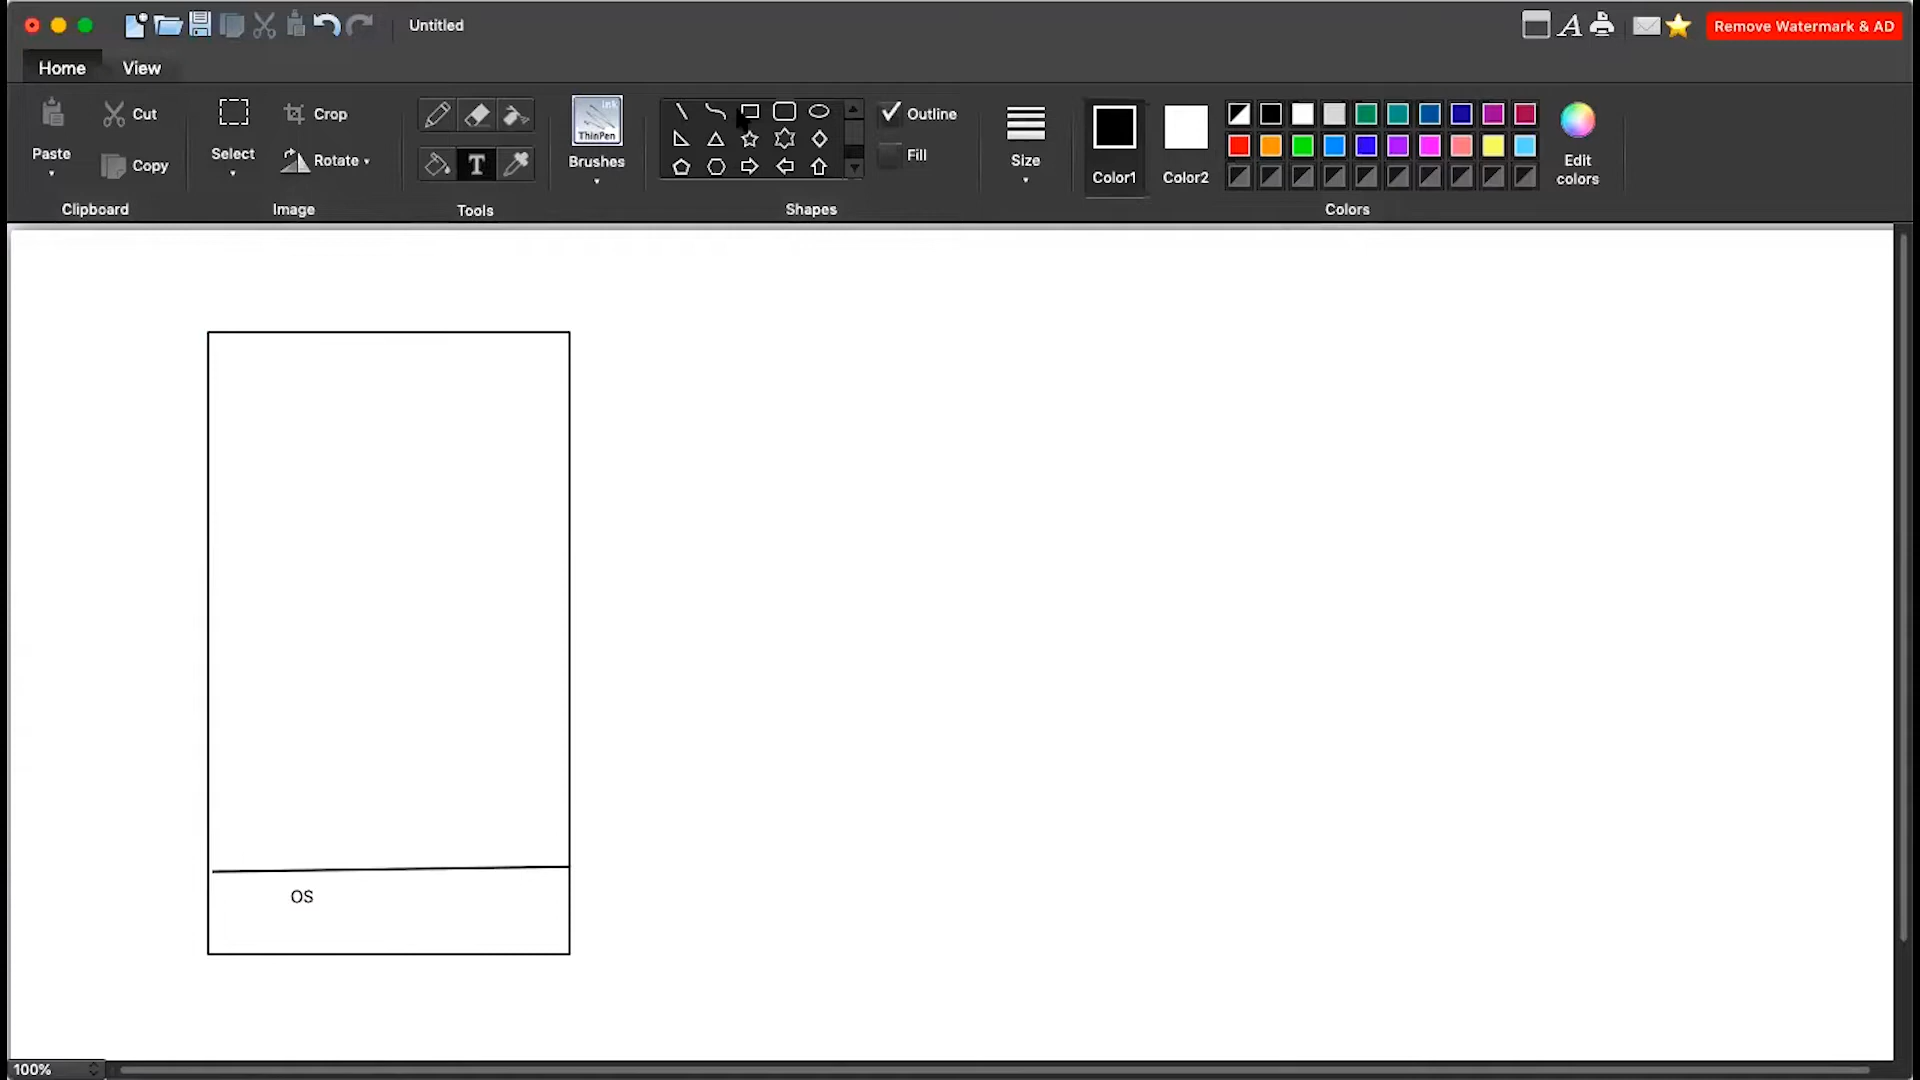 Untitled
Remove Watermark & AD
Home View
Paste
Cut
Copy
Clipboard
Select
Crop
Rotate
Image
T
Tools
Ink
ThinPen
Brushes
Shapes
Outline
Fill
Size
Color1
Color2
Colors
Edit
colors
OS
100%